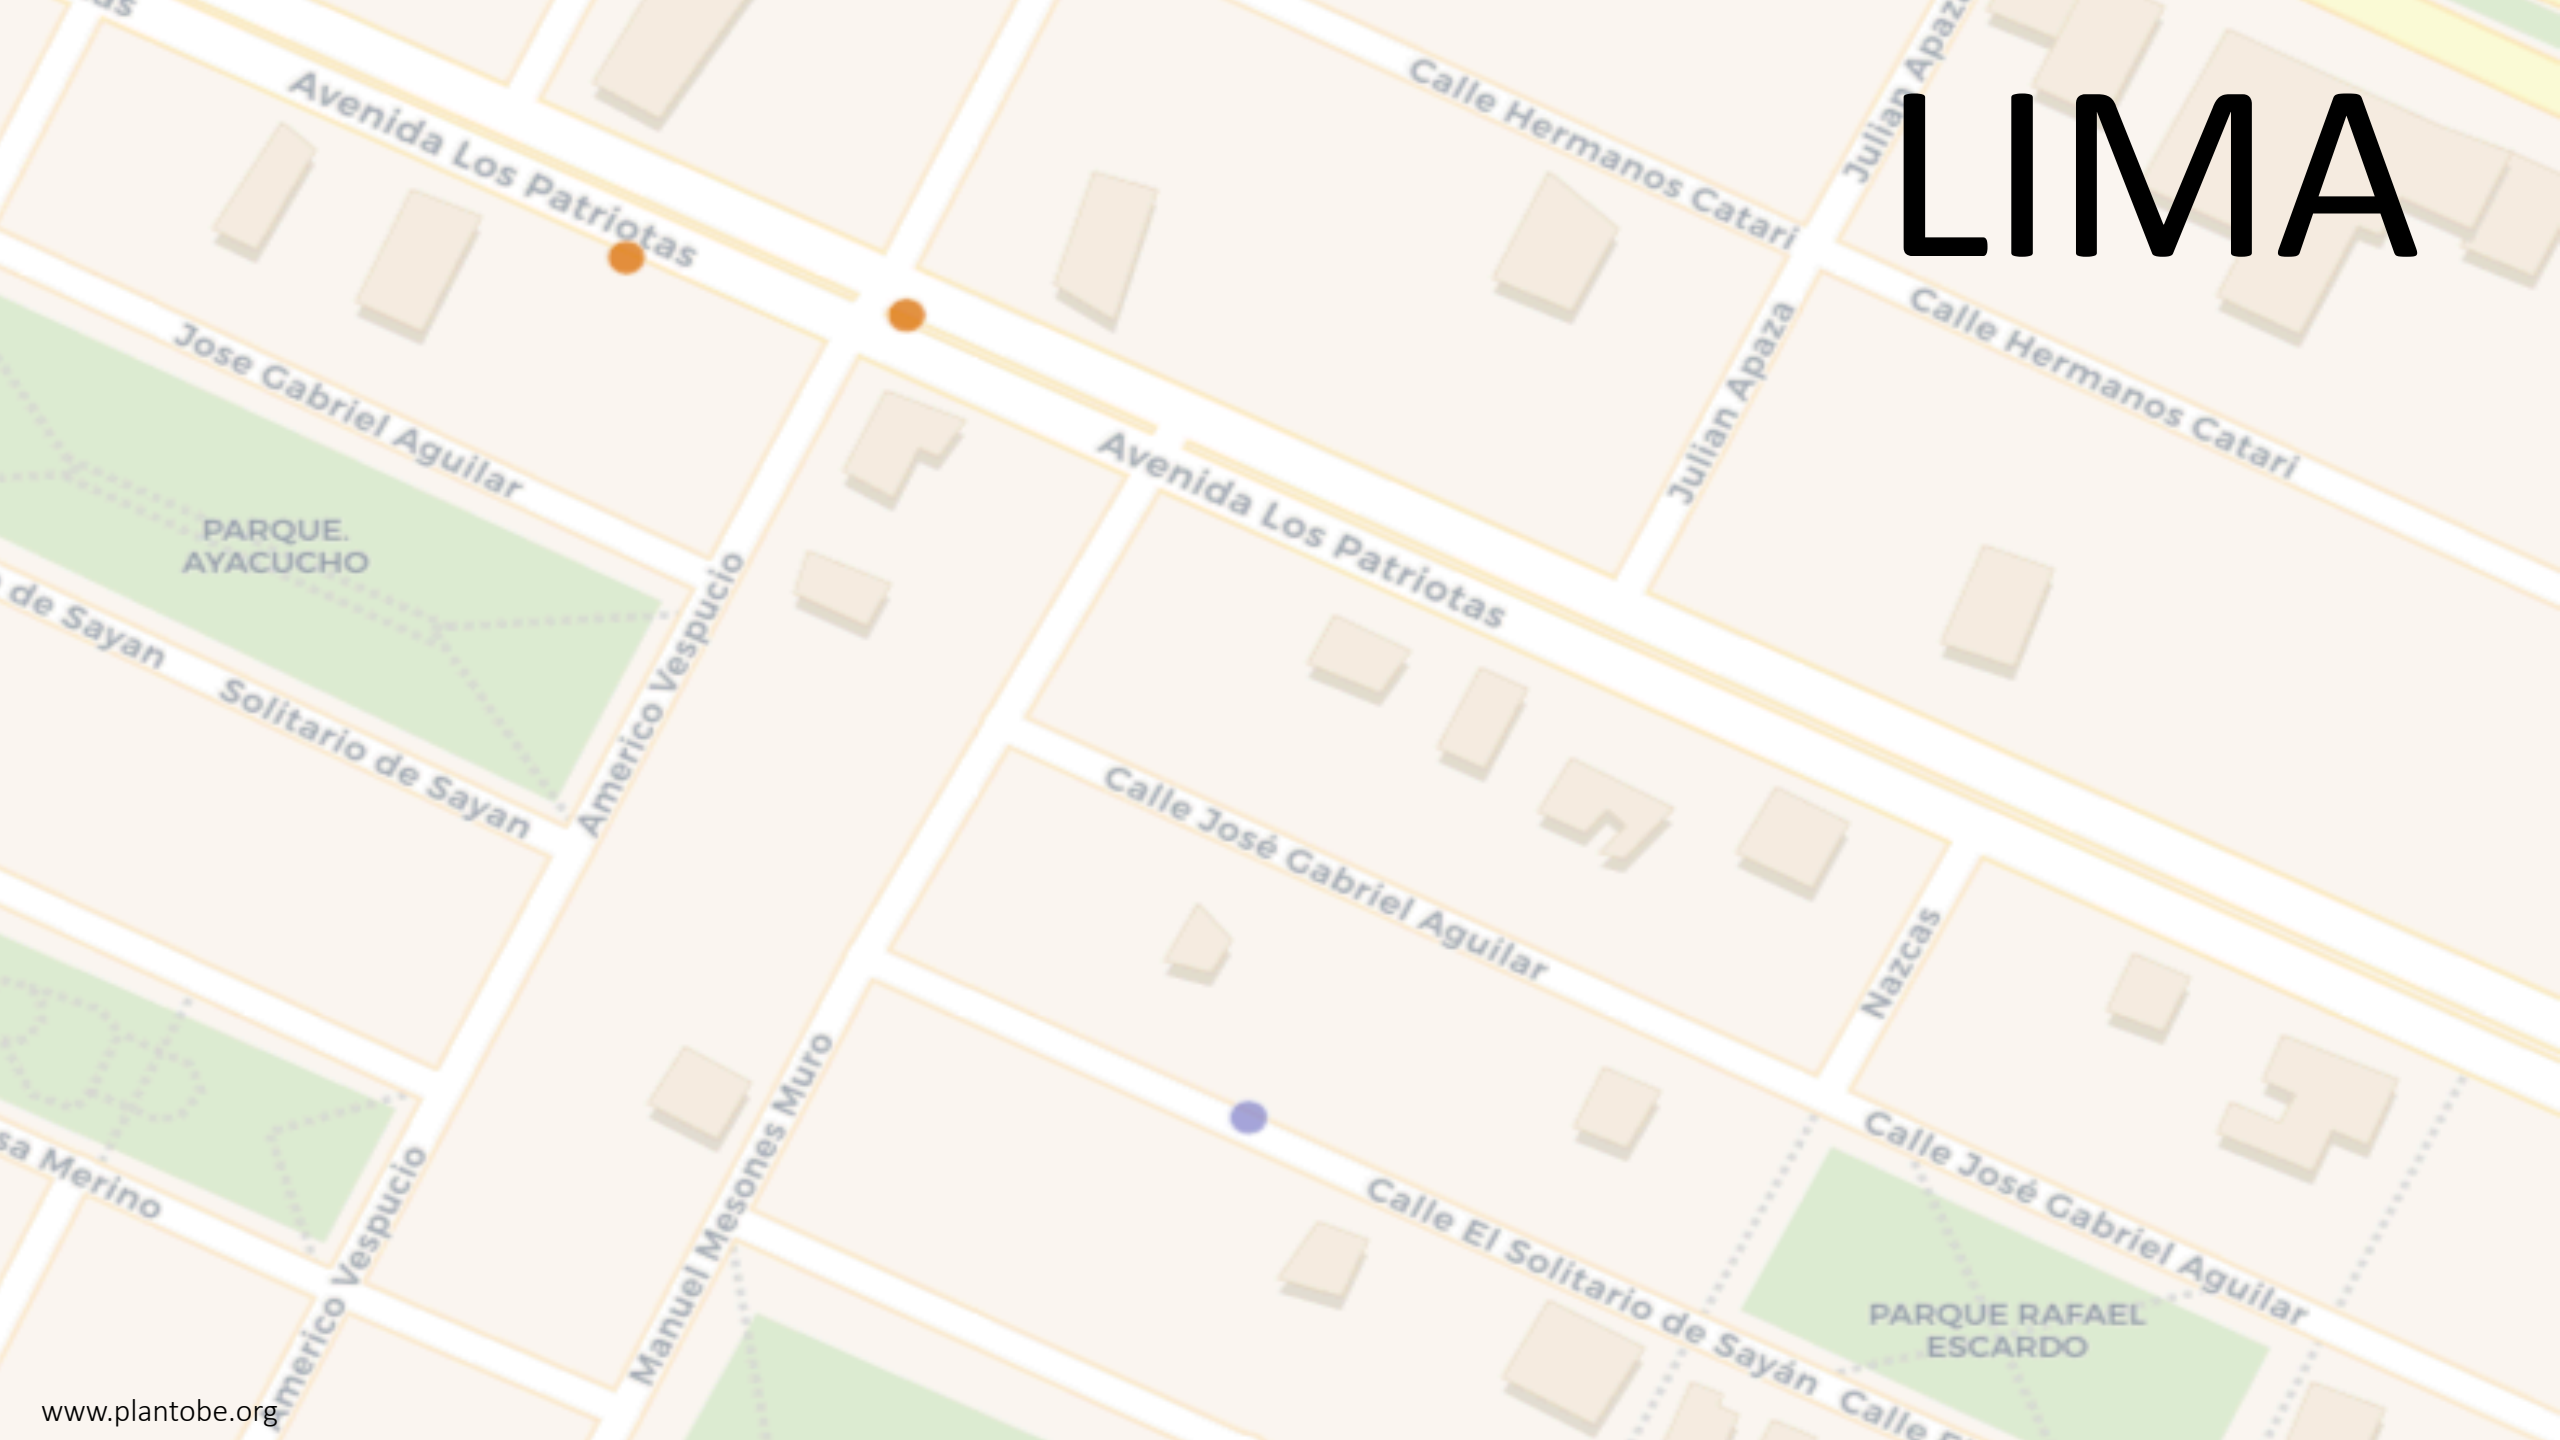 LIMA
Avenida Los Patriotas
Calle Hermanos Catari
Julian Apaza
Julian Apaza
Calle Hermanos Catari
Jose Gabriel Aguilar
Avenida Los Patriotas
PARQUE.
AYACUCHO
de Sayan
Solitario de Sayan
Americo Vespucio
Calle José Gabriel Aguilar
Nazcas
Manuel Mesones Muro
Merino
Americo Vespucio
Calle José Gabriel Aguilar
Calle El Solitario de Sayán
Calle
PARQUE RAFAEL
ESCARDO
www.plantobe.org